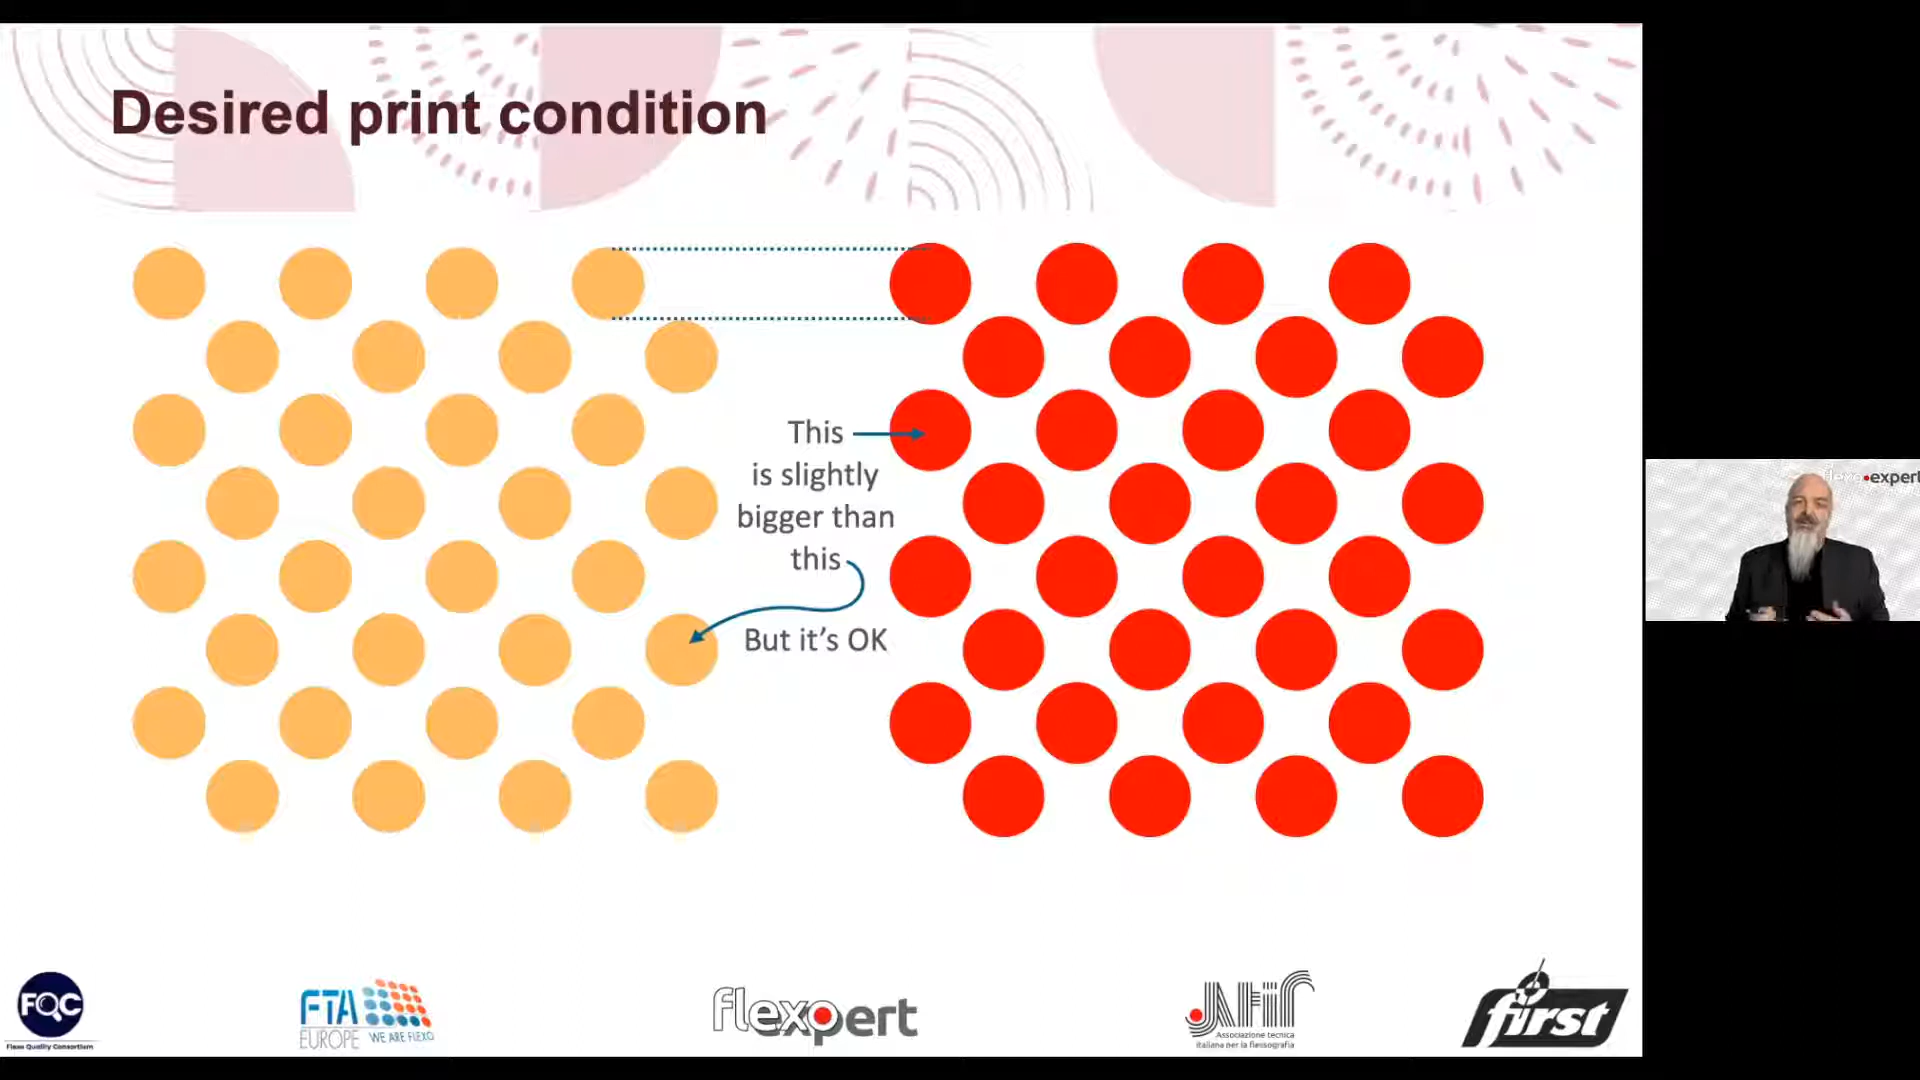 Desired print condition
This
is slightly
bigger than
this
But it's OK
expert
FQC
Flexo Quality Consortium
FTA
EUROPE
WE ARE FLEXO
flexpert
ATIF
Associazione tecnica
italiana per la flessografia
first